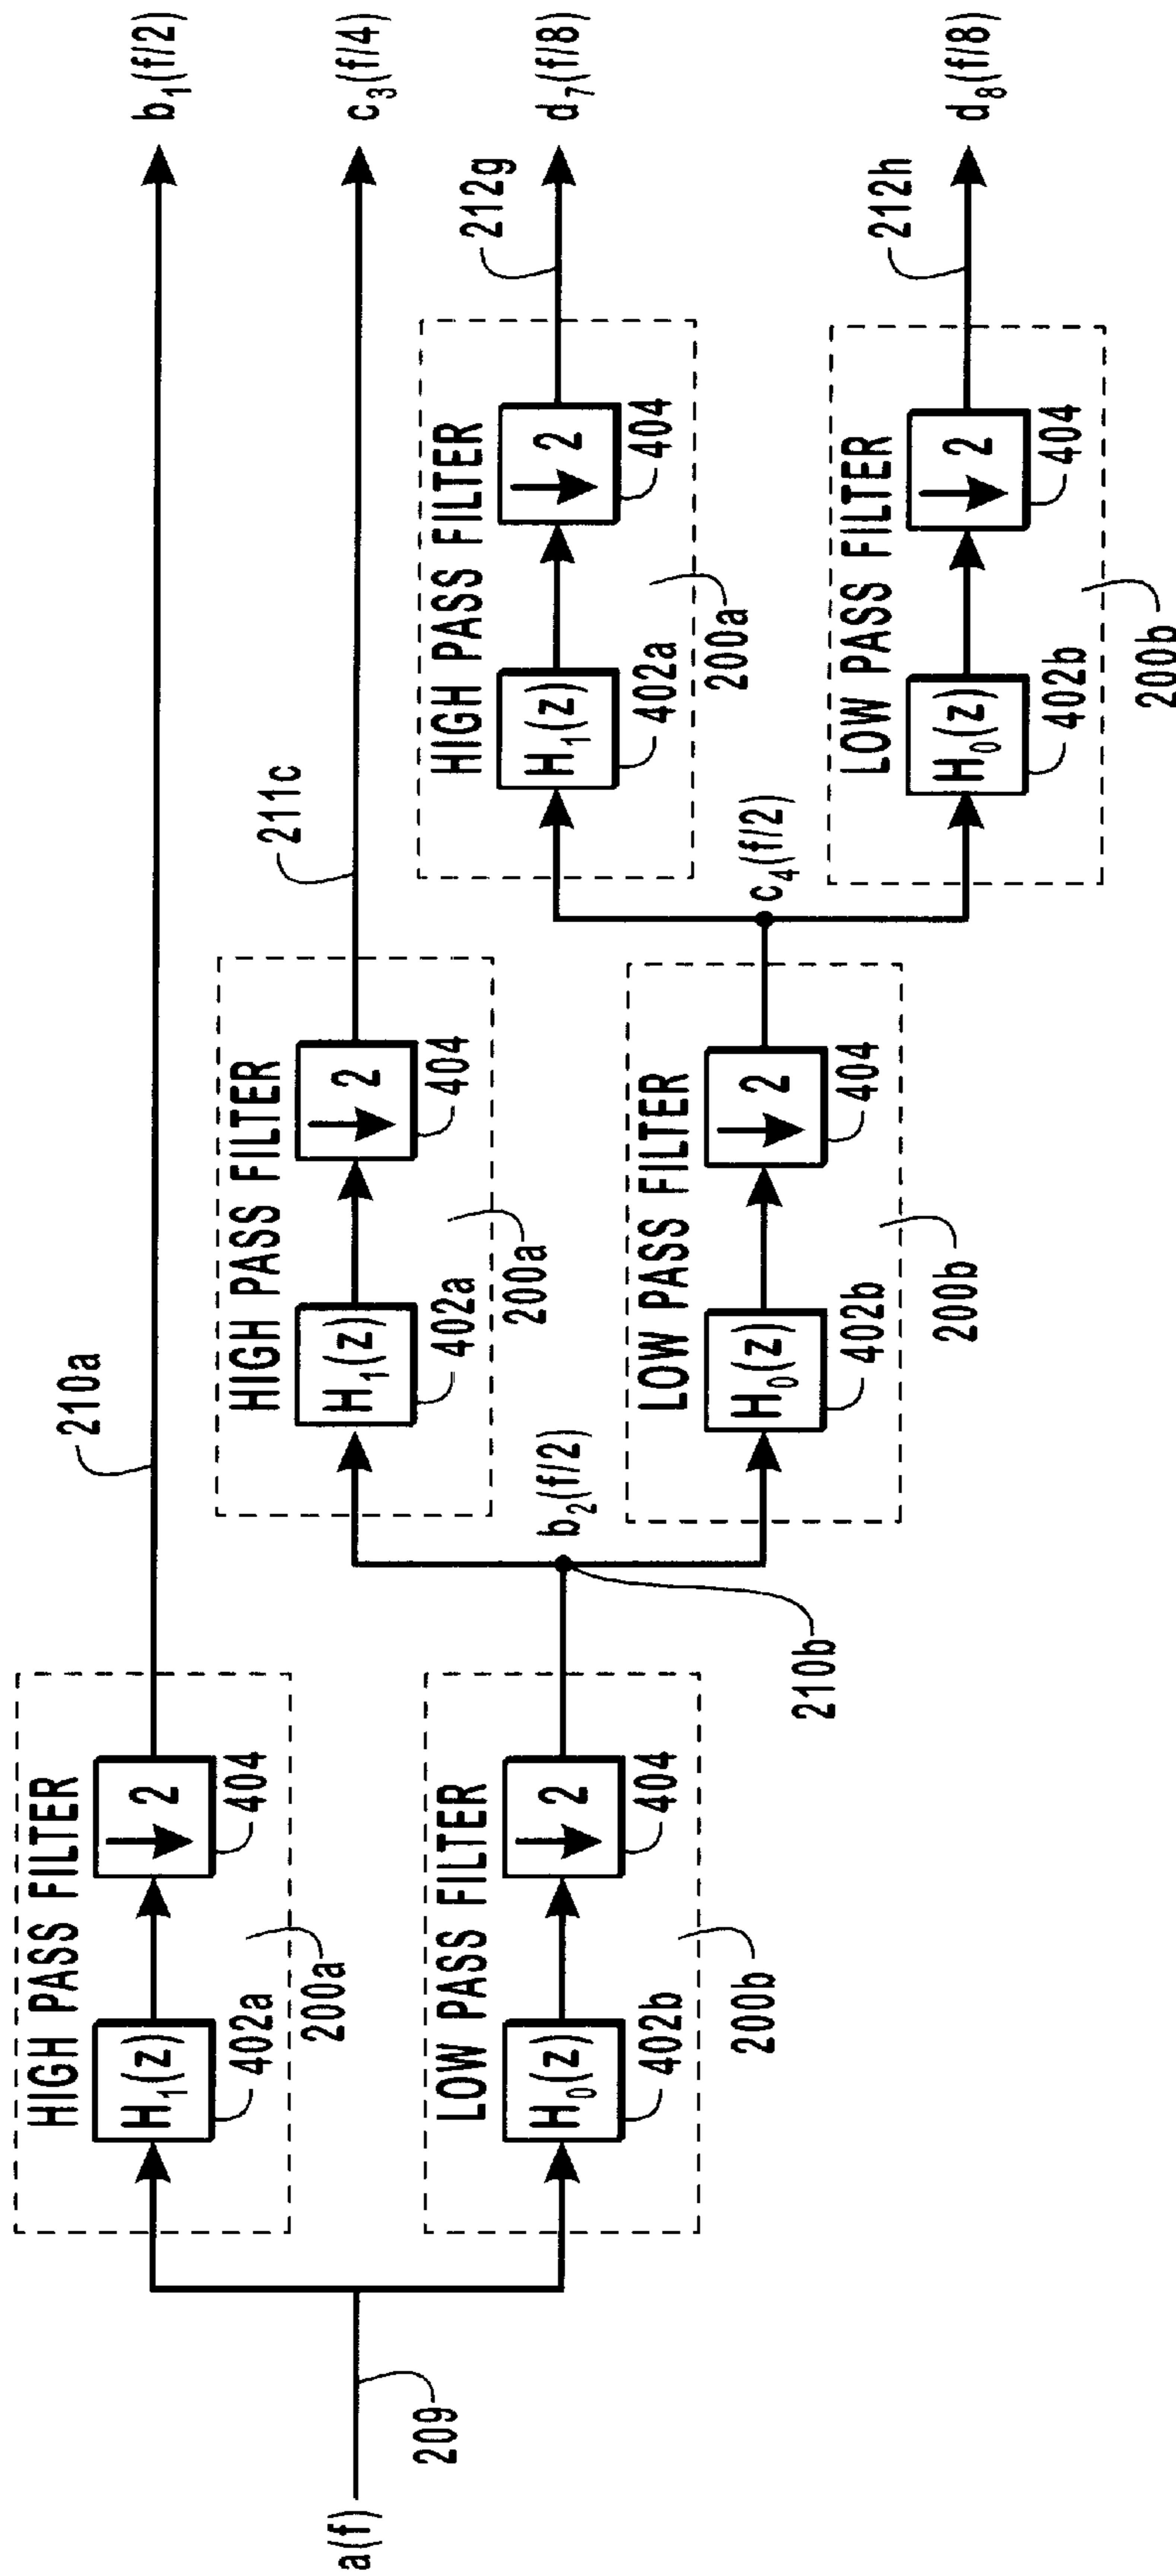 a(f)
209
HIGH PASS FILTER
H₁(z)
402a
↓ 2
404
200a
210a
b₁(f/2)
LOW PASS FILTER
H₀(z)
402b
↓ 2
404
200b
b₂(f/2)
210b
HIGH PASS FILTER
H₁(z)
402a
↓ 2
404
200a
211c
c₃(f/4)
LOW PASS FILTER
H₀(z)
402b
↓ 2
404
200b
c₄(f/2)
HIGH PASS FILTER
H₁(z)
402a
↓ 2
404
200a
212g
d₇(f/8)
LOW PASS FILTER
H₀(z)
402b
↓ 2
404
200b
212h
d₈(f/8)